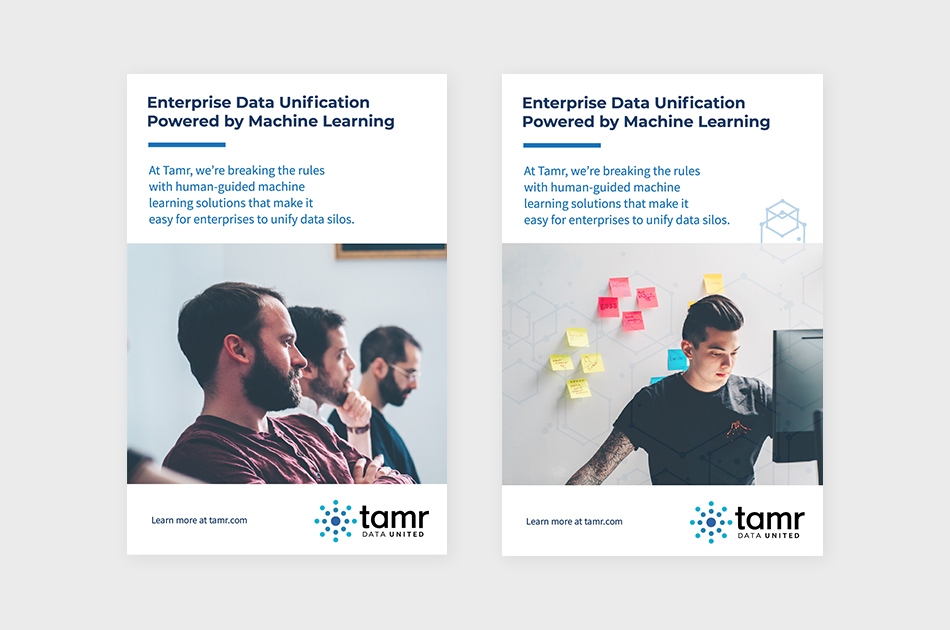 Enterprise Data Unification
Powered by Machine Learning
At Tamr, we’re breaking the rules
with human-guided machine
learning solutions that make it
easy for enterprises to unify data silos.
Learn more at tamr.com
tamr
DATA UNITED
Enterprise Data Unification
Powered by Machine Learning
At Tamr, we’re breaking the rules
with human-guided machine
learning solutions that make it
easy for enterprises to unify data silos.
Learn more at tamr.com
tamr
DATA UNITED